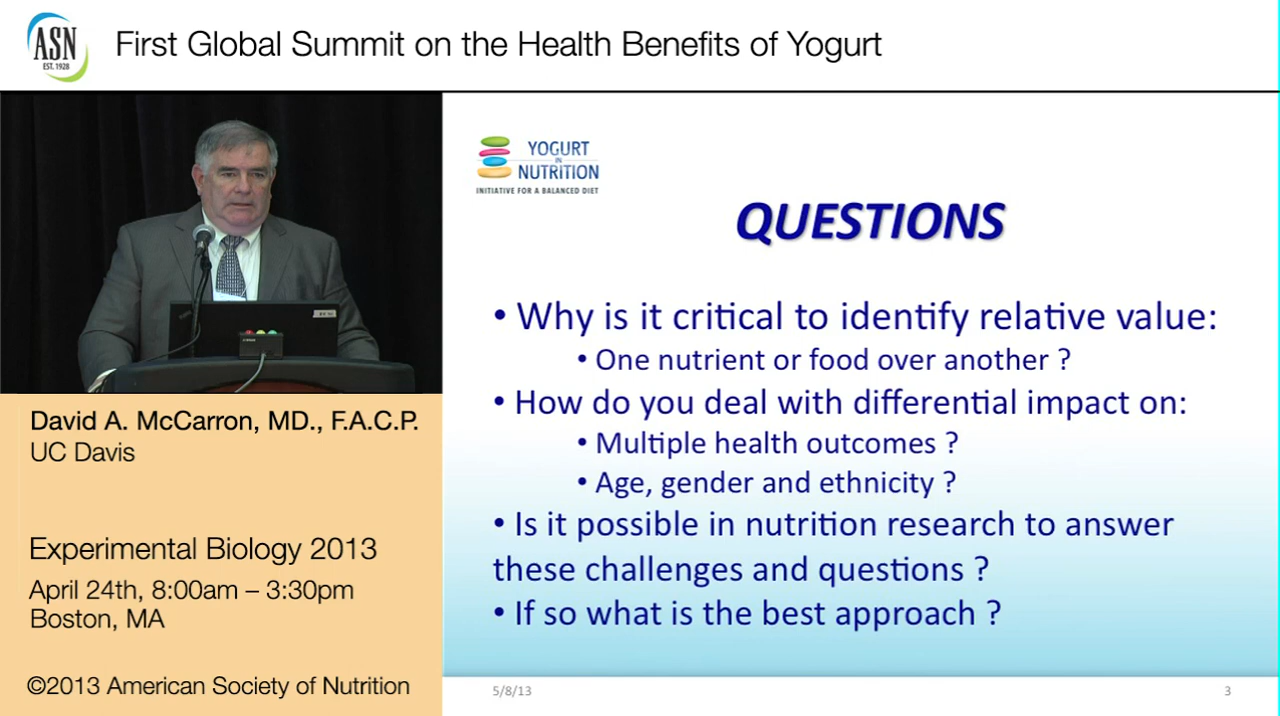 ASN
EST. 1928
First Global Summit on the Health Benefits of Yogurt
David A. McCarron, MD., F.A.C.P.
UC Davis
Experimental Biology 2013
April 24th, 8:00am – 3:30pm
Boston, MA
©2013 American Society of Nutrition
YOGURT
IN
NUTRITION
INITIATIVE FOR A BALANCED DIET
QUESTIONS
• Why is it critical to identify relative value:
• One nutrient or food over another ?
• How do you deal with differential impact on:
• Multiple health outcomes ?
• Age, gender and ethnicity ?
• Is it possible in nutrition research to answer
these challenges and questions ?
• If so what is the best approach ?
5/8/13
3